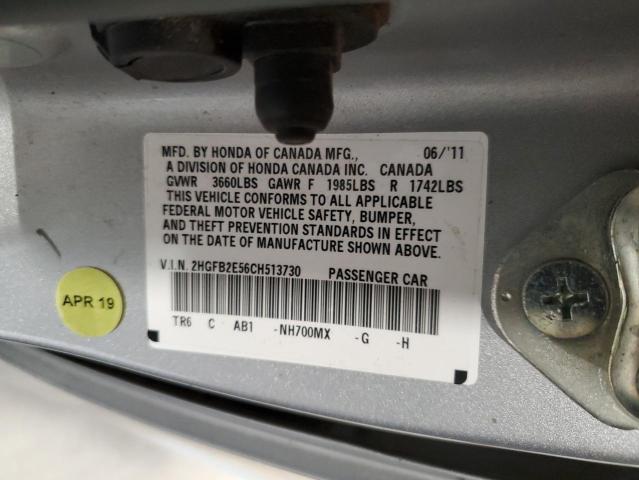 MFD. BY HONDA OF CANADA MFG., 06/'11
A DIVISION OF HONDA CANADA INC. CANADA
GVWR 3660LBS GAWR F 1985LBS R 1742LBS
THIS VEHICLE CONFORMS TO ALL APPLICABLE
FEDERAL MOTOR VEHICLE SAFETY, BUMPER,
AND THEFT PREVENTION STANDARDS IN EFFECT
ON THE DATE OF MANUFACTURE SHOWN ABOVE.
V.I.N. 2HGFB2E56CH513730 PASSENGER CAR
TR6 C AB1 -NH700MX -G -H
APR 19